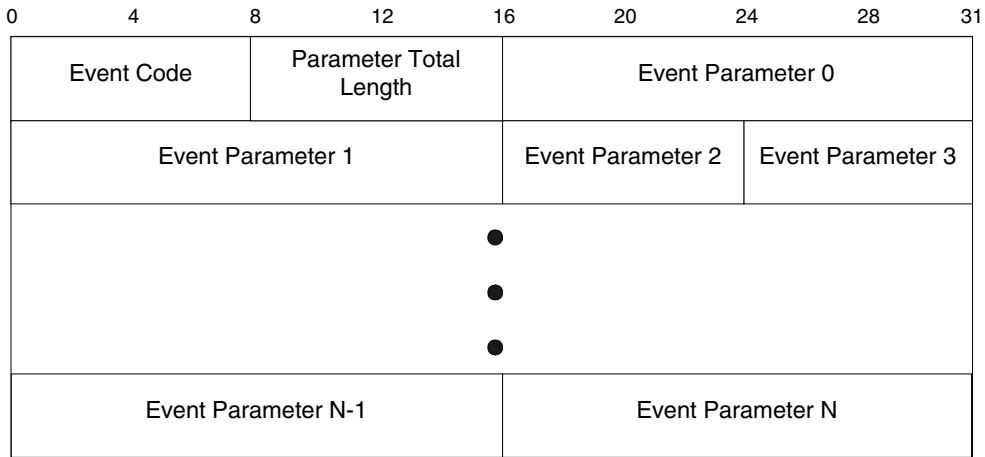 0 4 8 12 16 20 24 28 31
Event Code
Parameter Total
Length
Event Parameter 0
Event Parameter 1
Event Parameter 2
Event Parameter 3
Event Parameter N-1
Event Parameter N